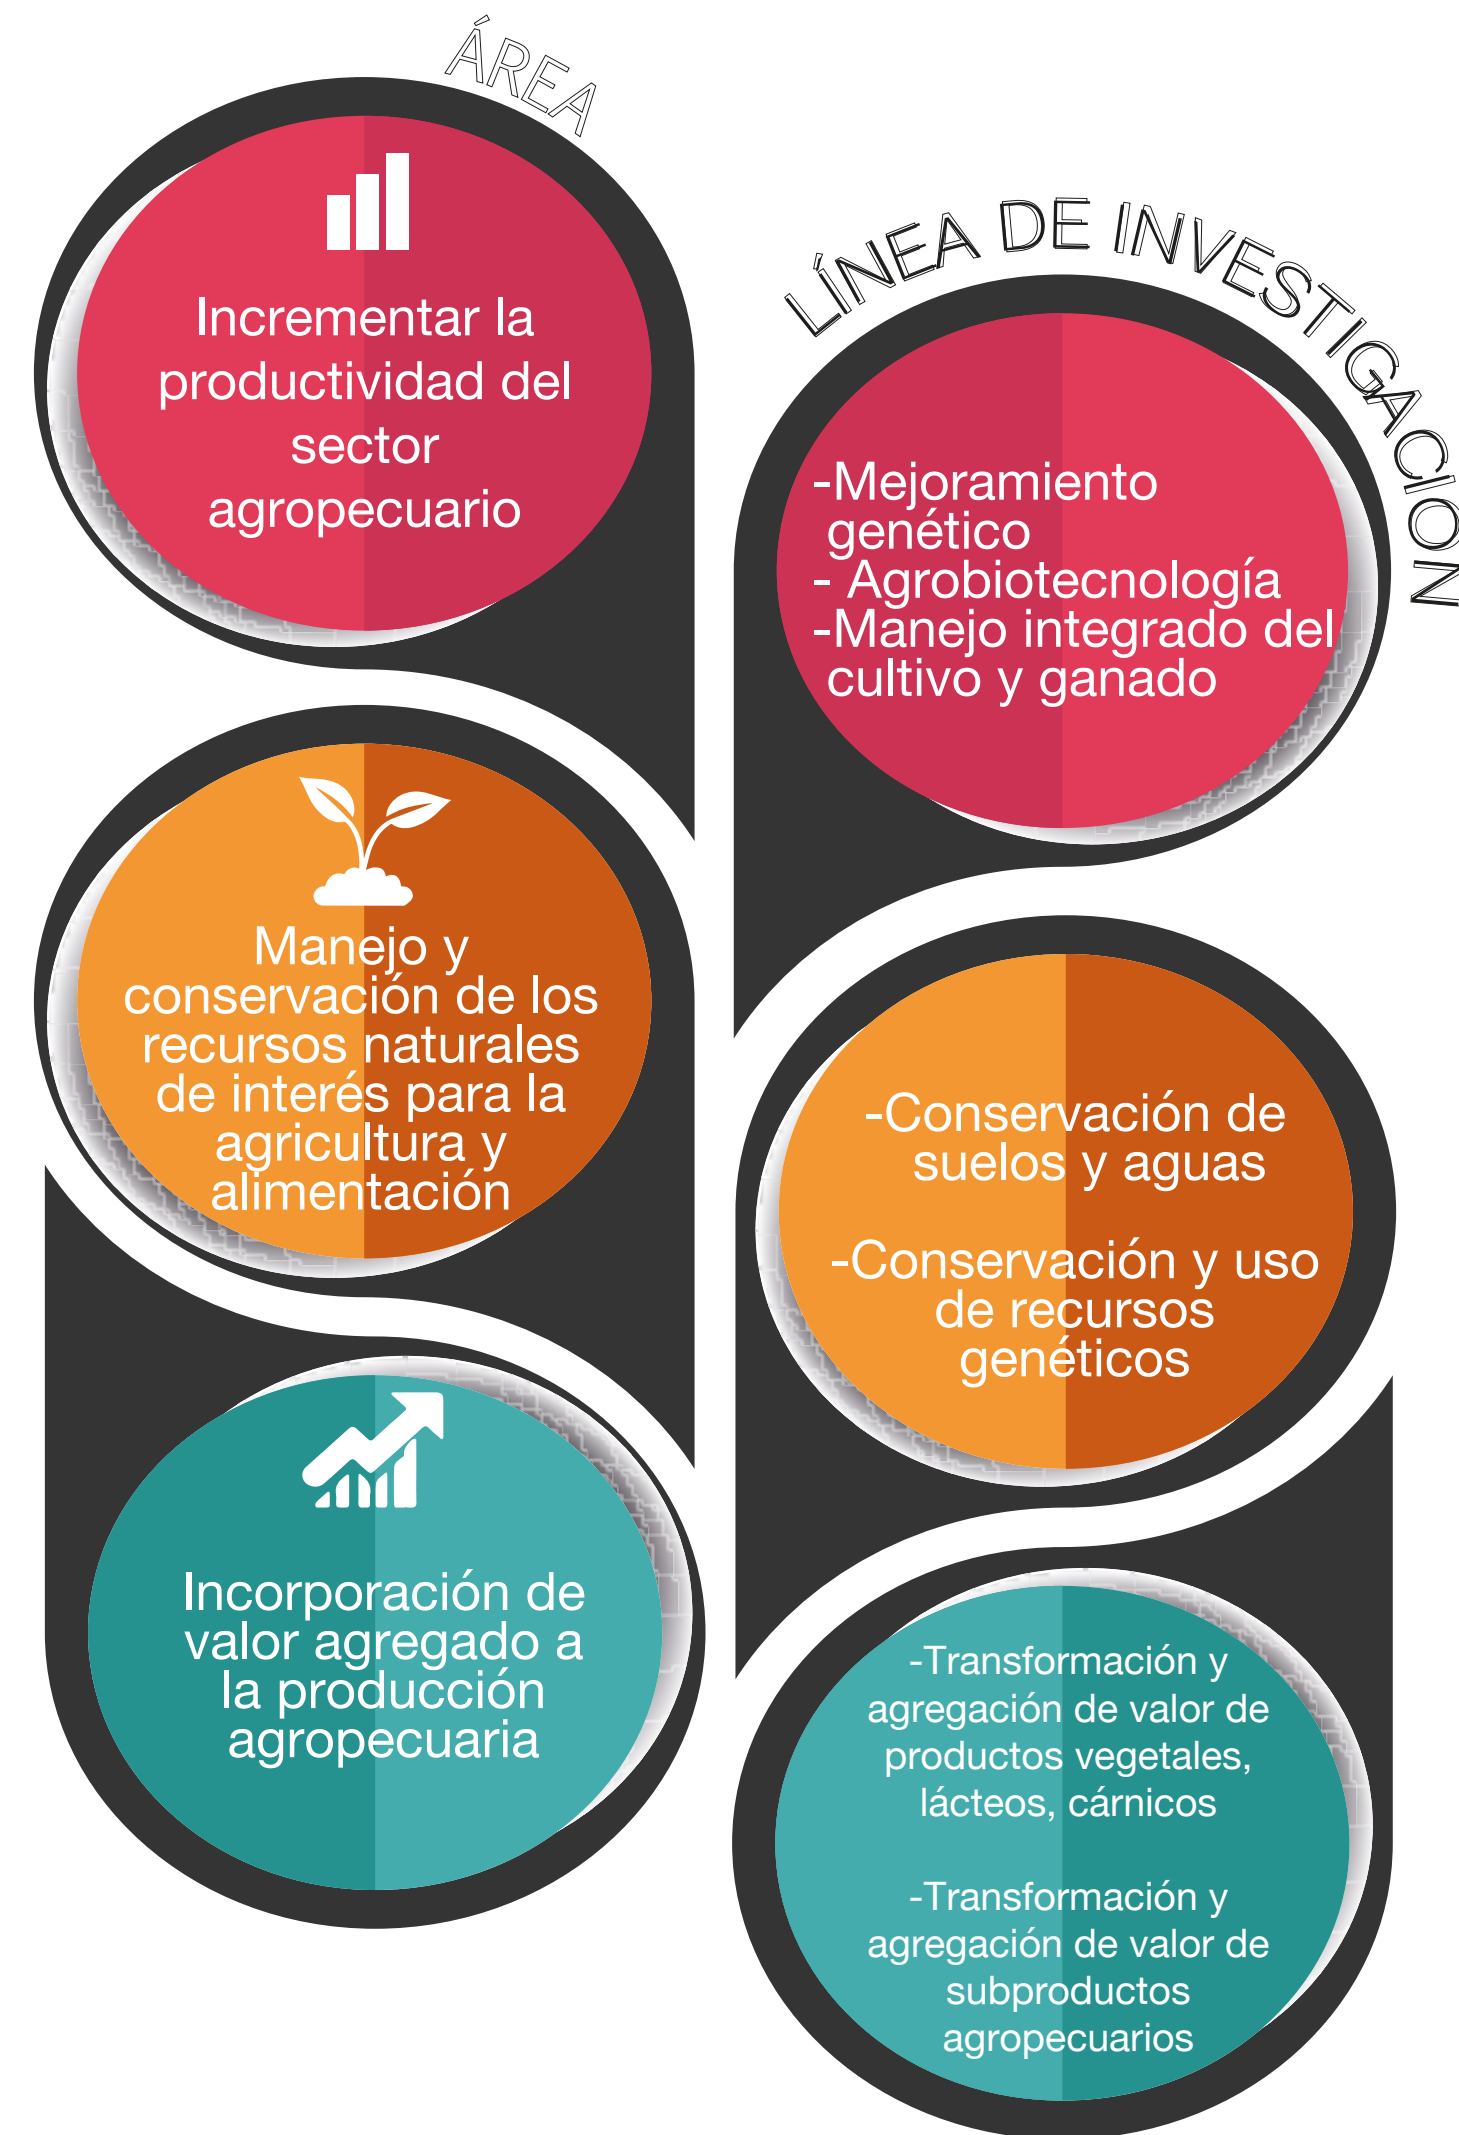 ÁREA
Incrementar la
productividad del
sector
agropecuario
Manejo y
conservación de los
recursos naturales
de interés para la
agricultura y
alimentación
Incorporación de
valor agregado a
la producción
agropecuaria
LÍNEA DE INVESTIGACION
-Mejoramiento
genético
- Agrobiotecnología
-Manejo integrado del
cultivo y ganado
-Conservación de
suelos y aguas
-Conservación y uso
de recursos
genéticos
-Transformación y
agregación de valor de
productos vegetales,
lácteos, cárnicos
-Transformación y
agregación de valor de
subproductos
agropecuarios